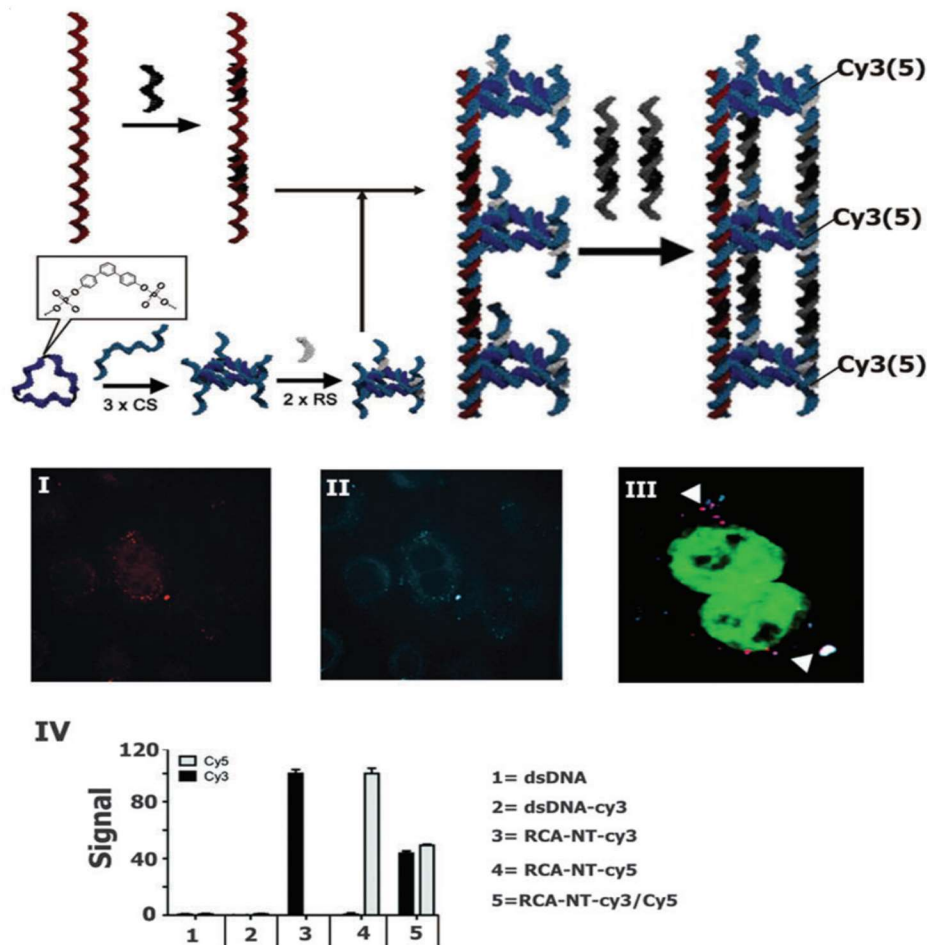 Cy3(5)
Cy3(5)
Cy3(5)
3 x CS
2 x RS
I
II
III
IV
Signal
120
80
40
0
Cy5
Cy3
1
2
3
4
5
1= dsDNA
2= dsDNA-cy3
3= RCA-NT-cy3
4= RCA-NT-cy5
5=RCA-NT-cy3/Cy5